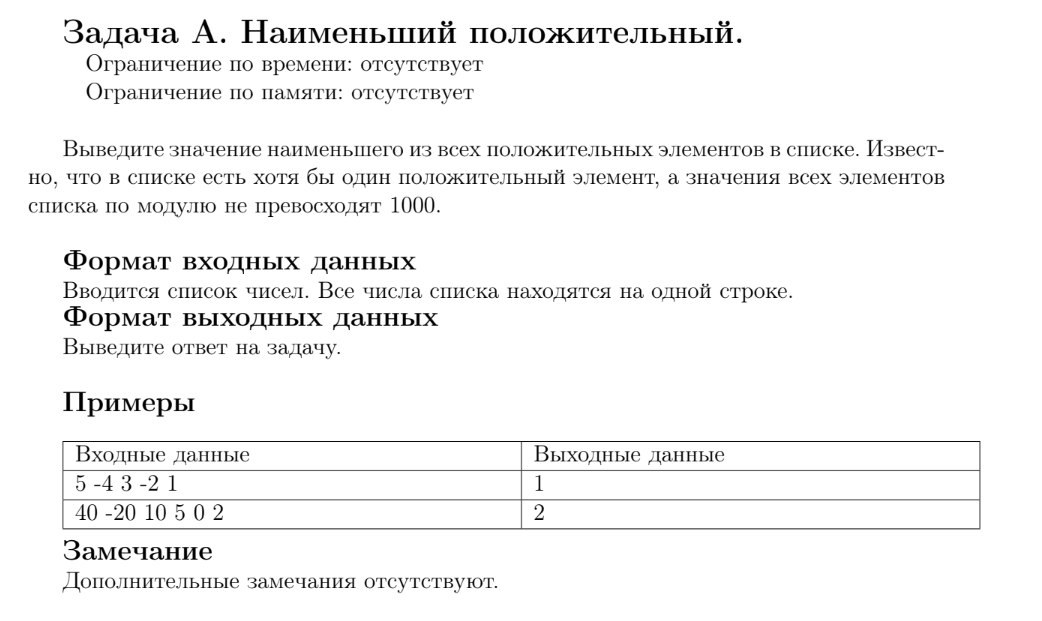 Задача A. Наименьший положительный.
Ограничение по времени: отсутствует
Ограничение по памяти: отсутствует
Выведите значение наименьшего из всех положительных элементов в списке. Извест-
но, что в списке есть хотя бы один положительный элемент, а значения всех элементов
списка по модулю не превосходят 1000.
Формат входных данных
Вводится список чисел. Все числа списка находятся на одной строке.
Формат выходных данных
Выведите ответ на задачу.
Примеры
Входные данные Выходные данные
5 -4 3 -2 1 1
40 -20 10 5 0 2 2
Замечание
Дополнительные замечания отсутствуют.